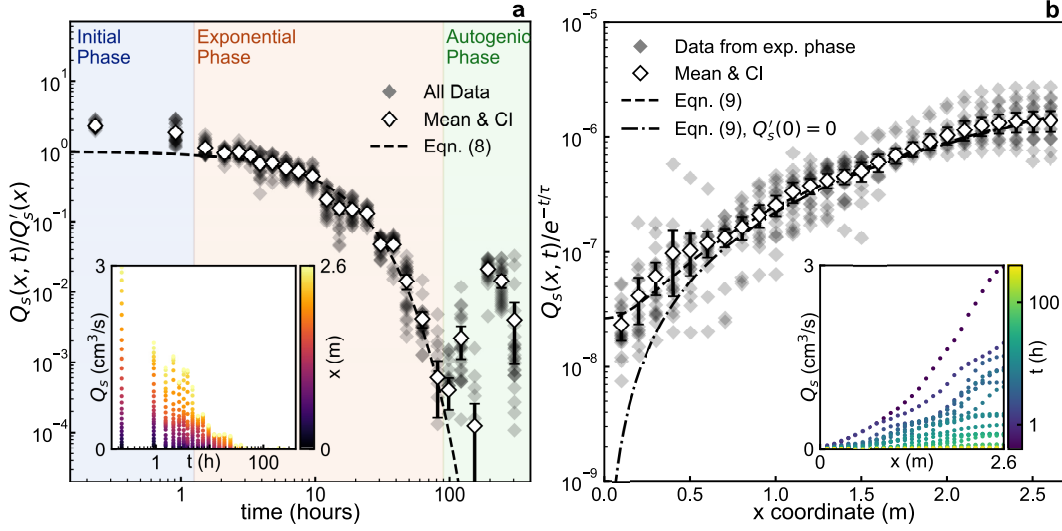 a
Initial
Phase
Exponential
Phase
Autogenic
Phase
All Data
Mean & CI
Eqn. (8)
10¹
10⁰
10⁻¹
10⁻²
10⁻³
10⁻⁴
Qₛ(x, t)/Q′ₛ(x)
1
10
100
time (hours)
3
0
Qₛ (cm³/s)
1
100
t (h)
2.6
0
x (m)
b
Data from exp. phase
Mean & CI
Eqn. (9)
Eqn. (9), Q′ₛ(0) = 0
10⁻⁶
10⁻⁷
10⁻⁸
10⁻⁹
Qₛ(x, t)/e^{−t/τ}
0.0
0.5
1.0
1.5
2.0
2.5
x coordinate (m)
3
0
Qₛ (cm³/s)
0
2.6
x (m)
100
1
t (h)